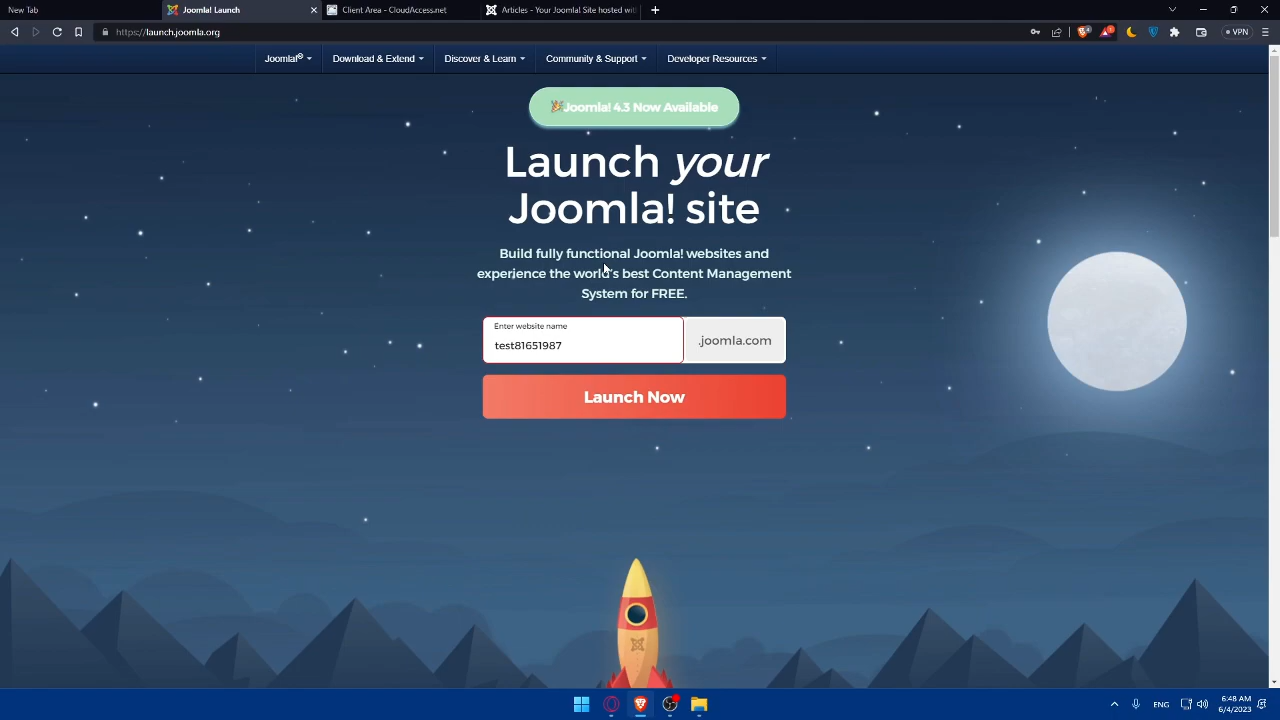 New Tab
Joomla! Launch
Client Area - CloudAccess.net
Articles - Your Joomla! Site hosted with
https://launch.joomla.org
VPN
Joomla!®
Download & Extend
Discover & Learn
Community & Support
Developer Resources
Joomla! 4.3 Now Available
Launch your
Joomla! site
Build fully functional Joomla! websites and
experience the world's best Content Management
System for FREE.
Enter website name
test81651987
.joomla.com
Launch Now
ENG
6:48 AM
6/4/2023